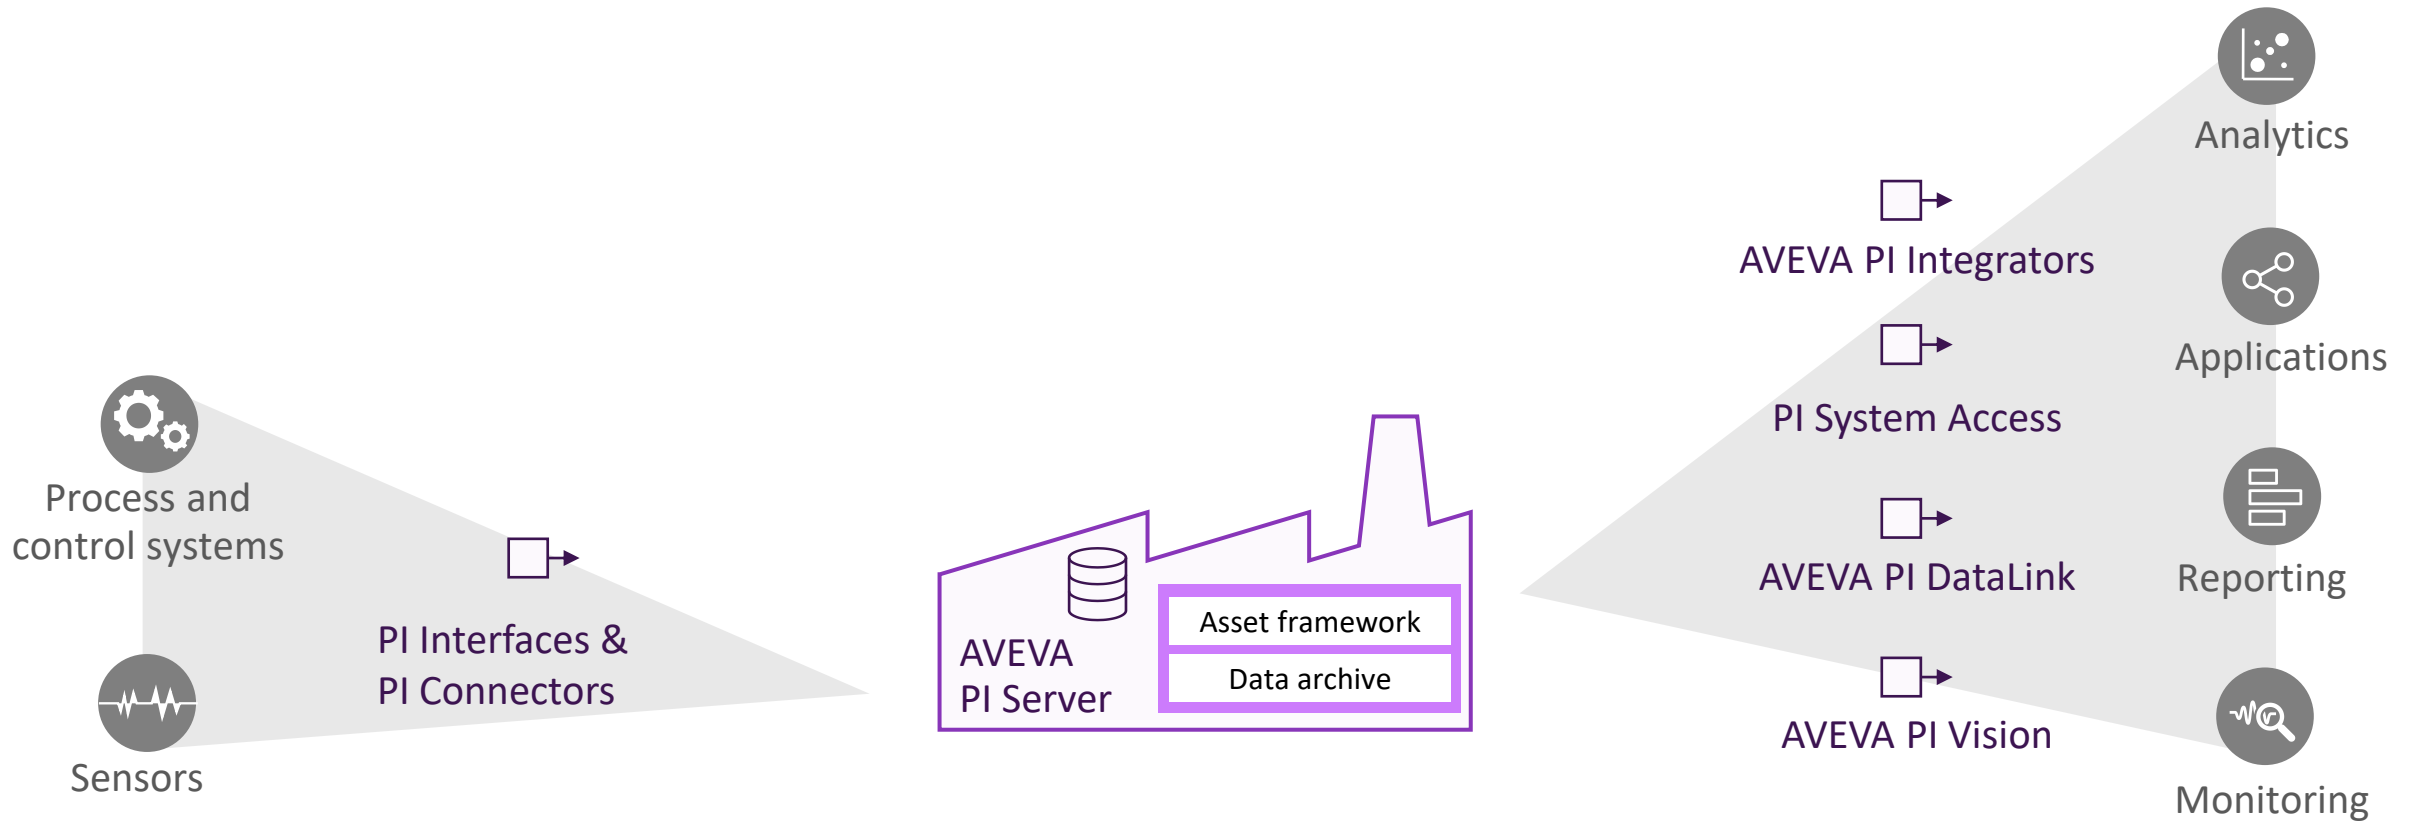 Process and
control systems
Sensors
PI Interfaces &
PI Connectors
AVEVA
PI Server
Asset framework
Data archive
AVEVA PI Integrators
PI System Access
AVEVA PI DataLink
AVEVA PI Vision
Analytics
Applications
Reporting
Monitoring